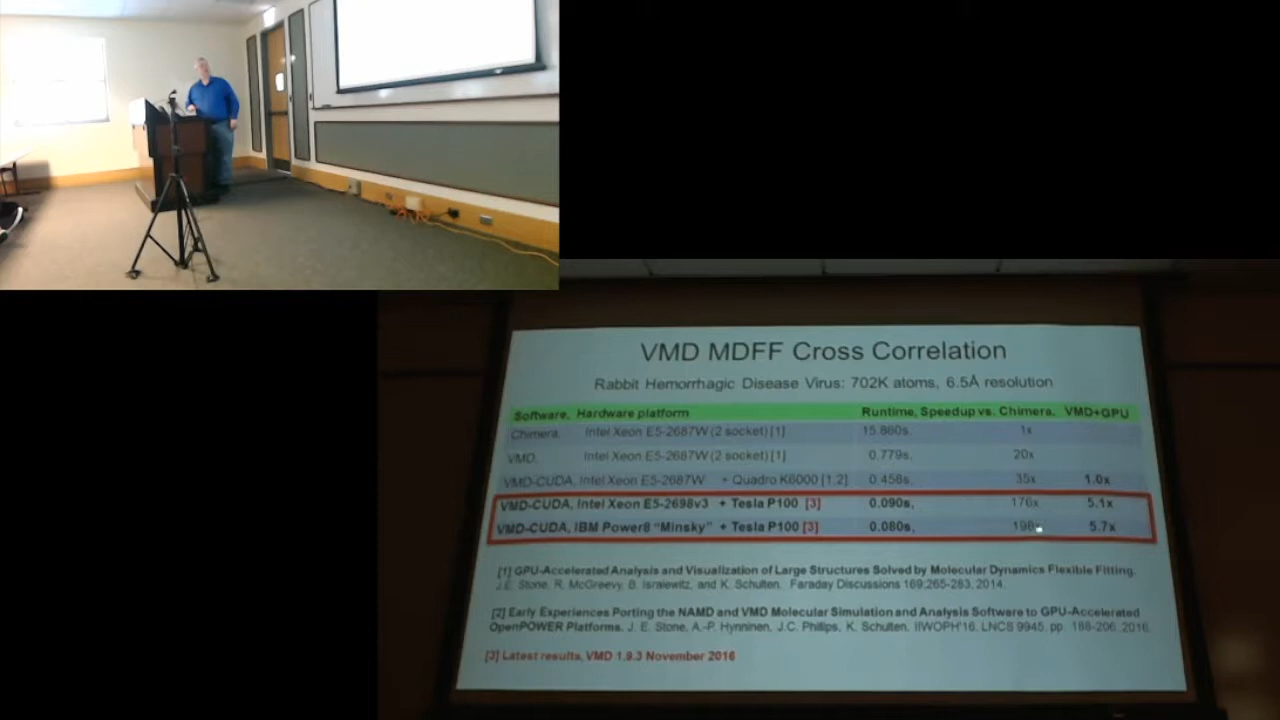 VMD MDFF Cross Correlation
Rabbit Hemorrhagic Disease Virus: 702K atoms, 6.5Å resolution
Software, Hardware platform Runtime, Speedup vs. Chimera, VMD+GPU
Chimera, Intel Xeon E5-2687W (2 socket) [1] 15.860s, 1x
VMD, Intel Xeon E5-2687W (2 socket) [1] 0.779s, 20x
VMD-CUDA, Intel Xeon E5-2687W + Quadro K6000 [1,2] 0.458s, 35x 1.0x
VMD-CUDA, Intel Xeon E5-2698v3 + Tesla P100 [3] 0.090s, 176x 5.1x
VMD-CUDA, IBM Power8 "Minsky" + Tesla P100 [3] 0.080s, 198x 5.7x
[1] GPU-Accelerated Analysis and Visualization of Large Structures Solved by Molecular Dynamics Flexible Fitting.
J.E. Stone, R. McGreevy, B. Isralewitz, and K. Schulten. Faraday Discussions 169:265-283, 2014.
[2] Early Experiences Porting the NAMD and VMD Molecular Simulation and Analysis Software to GPU-Accelerated
OpenPOWER Platforms. J. E. Stone, A.-P. Hynninen, J.C. Phillips, K. Schulten. IWOPH'16, LNCS 9945, pp. 188-206, 2016.
[3] Latest results, VMD 1.9.3 November 2016